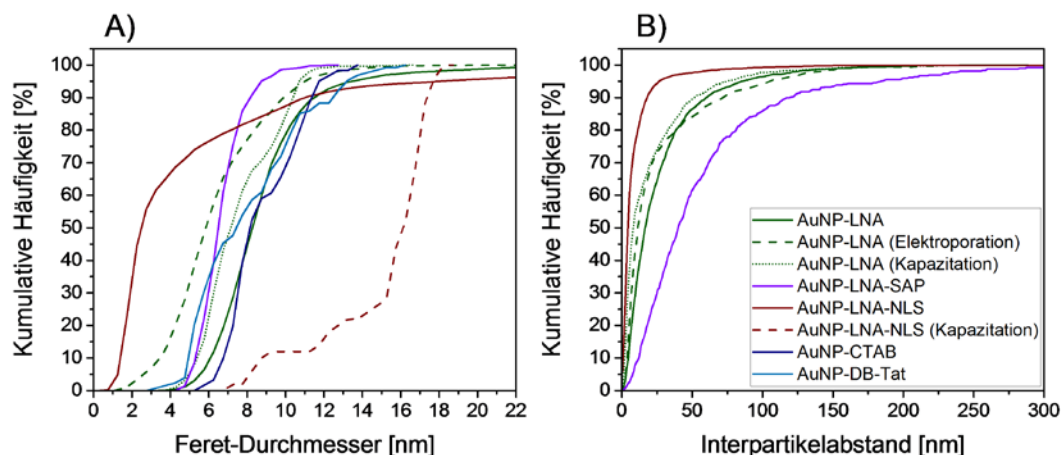 A)
Kumulative Häufigkeit [%]
100
90
80
70
60
50
40
30
20
10
0
0 2 4 6 8 10 12 14 16 18 20 22
Feret-Durchmesser [nm]
B)
Kumulative Häufigkeit [%]
100
90
80
70
60
50
40
30
20
10
0
AuNP-LNA
AuNP-LNA (Elektroporation)
AuNP-LNA (Kapazitation)
AuNP-LNA-SAP
AuNP-LNA-NLS
AuNP-LNA-NLS (Kapazitation)
AuNP-CTAB
AuNP-DB-Tat
0 50 100 150 200 250 300
Interpartikelabstand [nm]